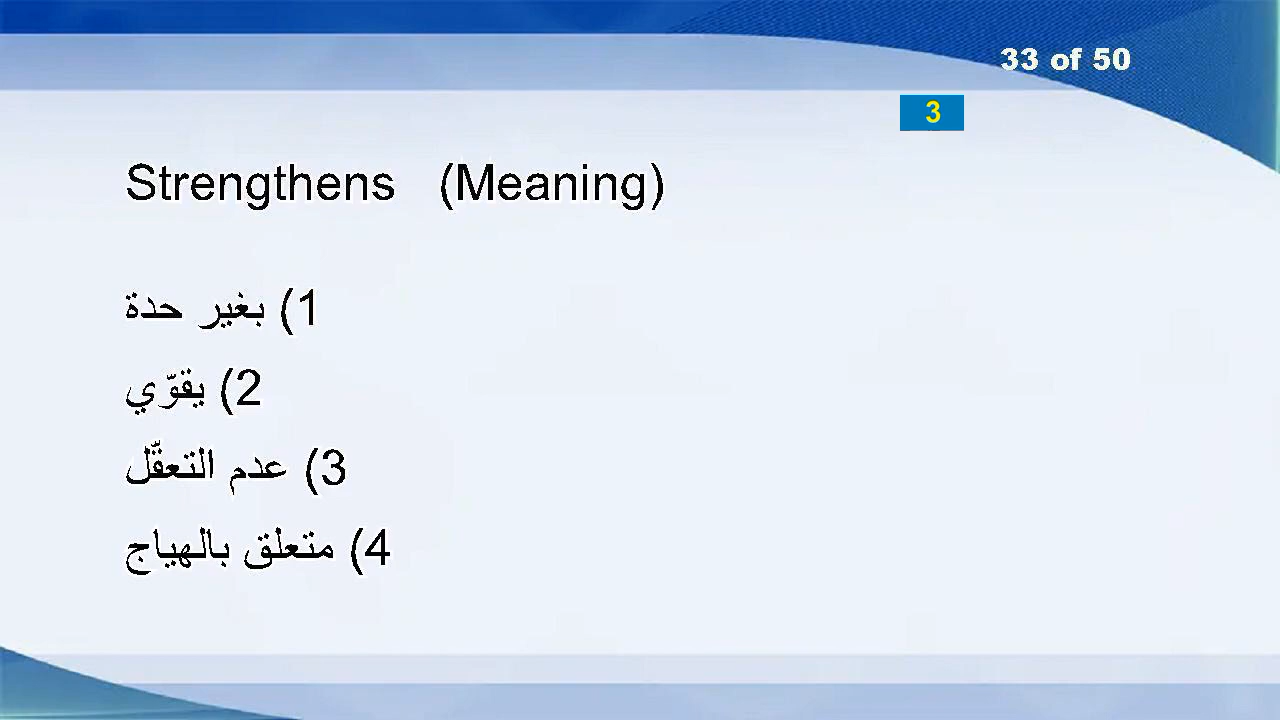 33 of 50
3
Strengthens (Meaning)
1) بغير حدة
2) يقوّي
3) عدم التعقّل
4) متعلق بالهياج